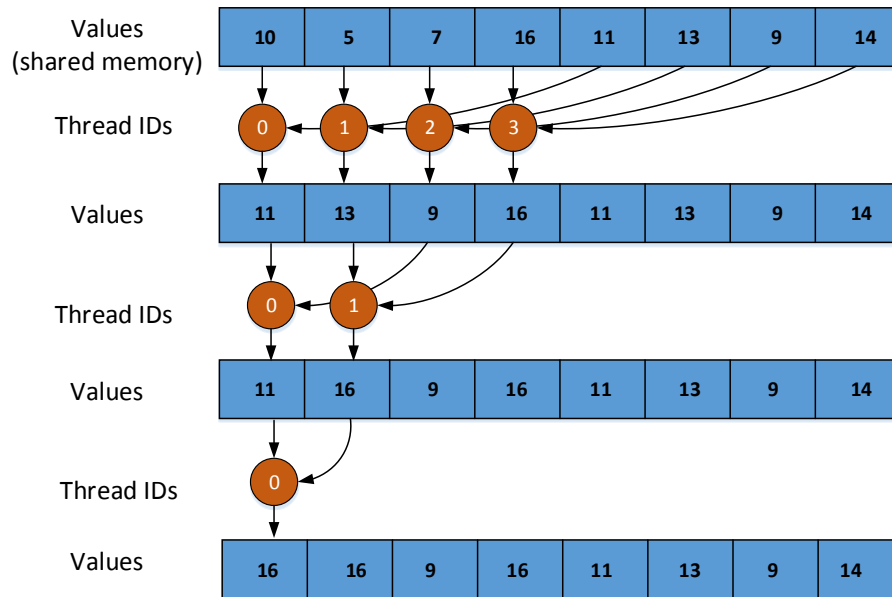 Values
(shared memory)
10 5 7 16 11 13 9 14
Thread IDs
0 1 2 3
Values
11 13 9 16 11 13 9 14
Thread IDs
0 1
Values
11 16 9 16 11 13 9 14
Thread IDs
0
Values
16 16 9 16 11 13 9 14